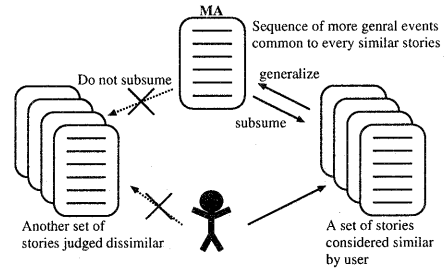 MA
Sequence of more genral events
common to every similar stories
Do not subsume
generalize
subsume
Another set of
stories judged dissimilar
A set of stories
considered similar
by user